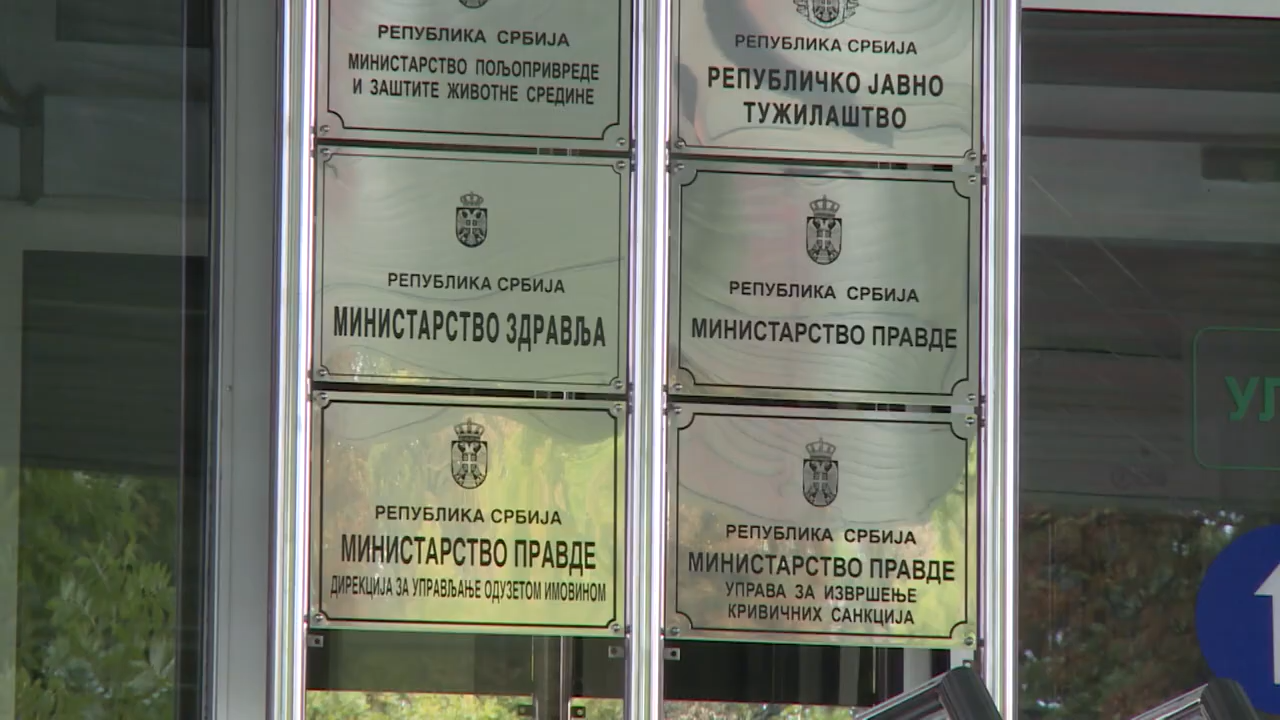 РЕПУБЛИКА СРБИЈА
МИНИСТАРСТВО ПОЉОПРИВРЕДЕ
И ЗАШТИТЕ ЖИВОТНЕ СРЕДИНЕ
РЕПУБЛИКА СРБИЈА
РЕПУБЛИЧКО ЈАВНО
ТУЖИЛАШТВО
РЕПУБЛИКА СРБИЈА
МИНИСТАРСТВО ЗДРАВЉА
РЕПУБЛИКА СРБИЈА
МИНИСТАРСТВО ПРАВДЕ
РЕПУБЛИКА СРБИЈА
МИНИСТАРСТВО ПРАВДЕ
ДИРЕКЦИЈА ЗА УПРАВЉАЊЕ ОДУЗЕТОМ ИМОВИНОМ
РЕПУБЛИКА СРБИЈА
МИНИСТАРСТВО ПРАВДЕ
УПРАВА ЗА ИЗВРШЕЊЕ
КРИВИЧНИХ САНКЦИЈА